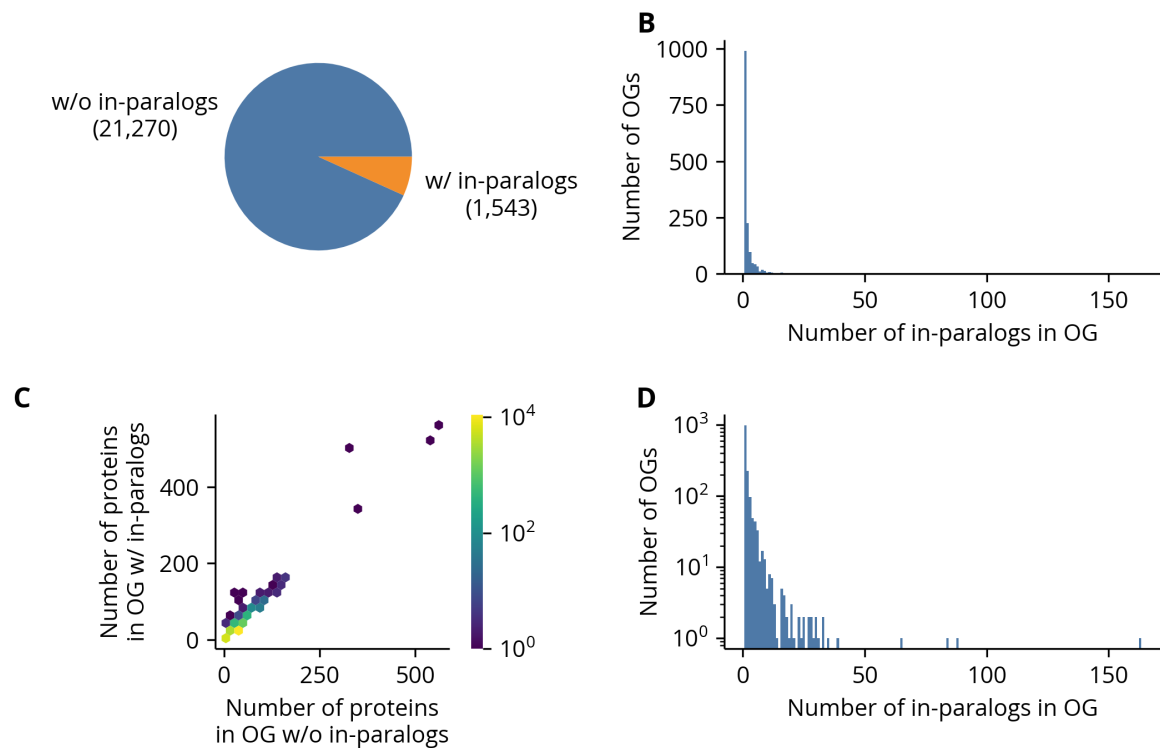 w/o in-paralogs
(21,270)
w/ in-paralogs
(1,543)
B
1000
750
500
250
0
Number of OGs
0 50 100 150
Number of in-paralogs in OG
C
400
200
0
Number of proteins
in OG w/ in-paralogs
10^4
10^2
10^0
0 250 500
Number of proteins
in OG w/o in-paralogs
D
10^3
10^2
10^1
10^0
Number of OGs
0 50 100 150
Number of in-paralogs in OG